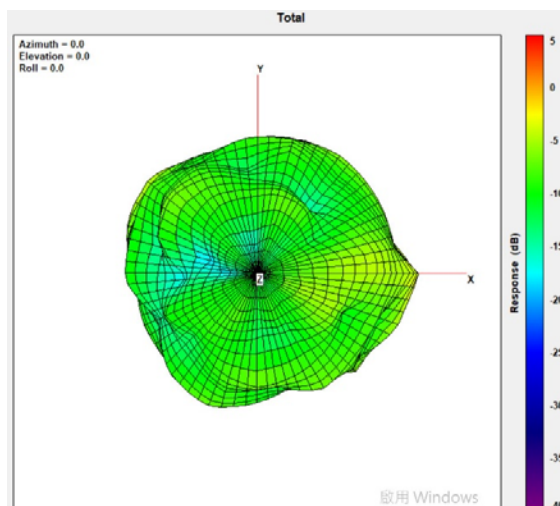 Total
Azimuth = 0.0
Elevation = 0.0
Roll = 0.0
Y
Z
X
5
0
-5
-10
-15
-20
-25
-30
-35
Response (dB)
啟用 Windows